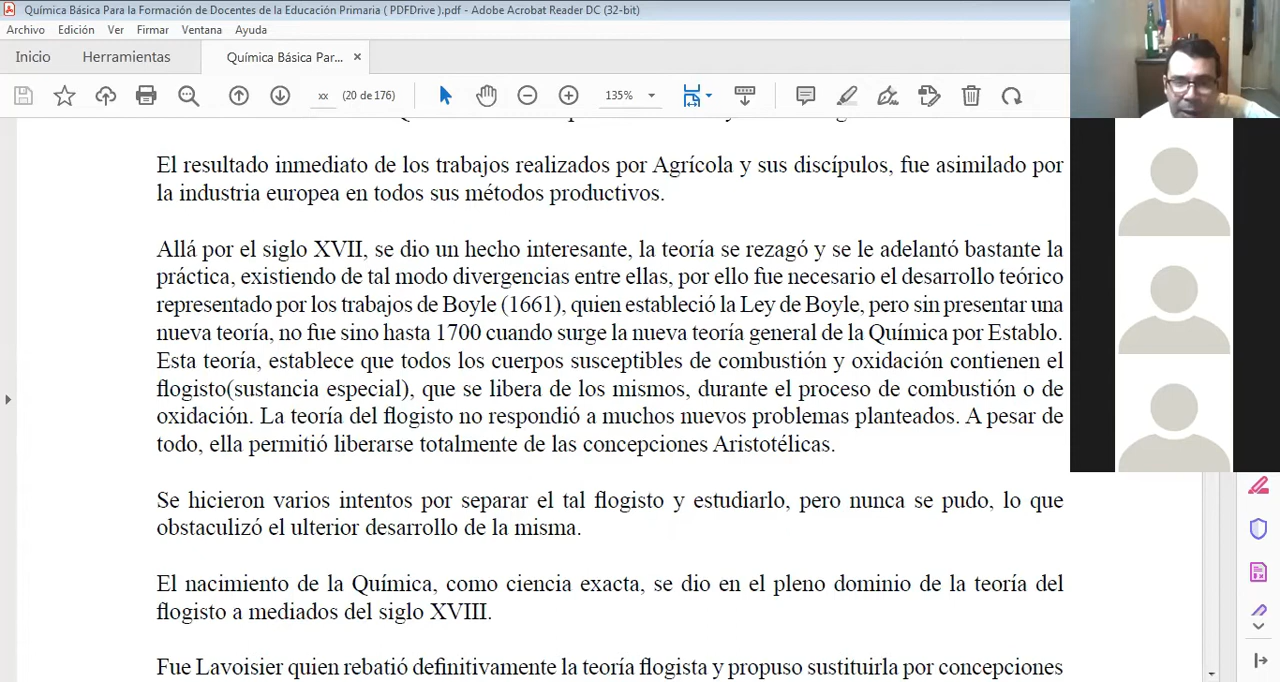 Química Básica Para la Formación de Docentes de la Educación Primaria ( PDFDrive ).pdf - Adobe Acrobat Reader DC (32-bit)
Archivo Edición Ver Firmar Ventana Ayuda
Inicio Herramientas Química Básica Par...
xx (20 de 176) 135%
El resultado inmediato de los trabajos realizados por Agrícola y sus discípulos, fue asimilado por
la industria europea en todos sus métodos productivos.
Allá por el siglo XVII, se dio un hecho interesante, la teoría se rezagó y se le adelantó bastante la
práctica, existiendo de tal modo divergencias entre ellas, por ello fue necesario el desarrollo teórico
representado por los trabajos de Boyle (1661), quien estableció la Ley de Boyle, pero sin presentar una
nueva teoría, no fue sino hasta 1700 cuando surge la nueva teoría general de la Química por Establo.
Esta teoría, establece que todos los cuerpos susceptibles de combustión y oxidación contienen el
flogisto(sustancia especial), que se libera de los mismos, durante el proceso de combustión o de
oxidación. La teoría del flogisto no respondió a muchos nuevos problemas planteados. A pesar de
todo, ella permitió liberarse totalmente de las concepciones Aristotélicas.
Se hicieron varios intentos por separar el tal flogisto y estudiarlo, pero nunca se pudo, lo que
obstaculizó el ulterior desarrollo de la misma.
El nacimiento de la Química, como ciencia exacta, se dio en el pleno dominio de la teoría del
flogisto a mediados del siglo XVIII.
Fue Lavoisier quien rebatió definitivamente la teoría flogista y propuso sustituirla por concepciones